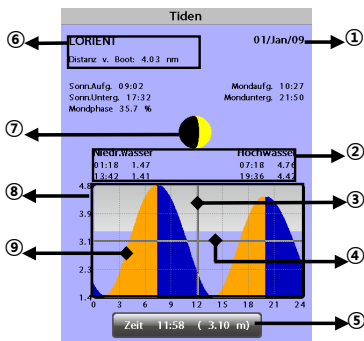 Tiden
⑥ LORIENT 01/Jan/09 ①
Distanz v. Boot: 4.03 nm
Sonn.Aufg. 09:02 Mondaufg. 10:27
Sonn.Unterg. 17:32 Mondunterg. 21:50
Mondphase 35.7 %
⑦
Niedr.Wasser Hochwasser ②
01:18 1.47 07:18 4.76
13:42 1.41 19:36 4.42
⑧ 4.8
③
3.9
3.1 ④
⑨
2.3
1.4
0 3 6 9 12 15 18 21 24
Zeit 11:58 ( 3.10 m) ⑤